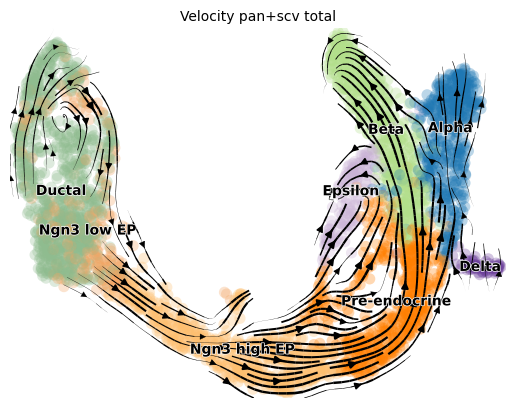 Velocity pan+scv total
Beta
Alpha
Ductal
Epsilon
Ngn3 low EP
Delta
Pre-endocrine
Ngn3 high EP